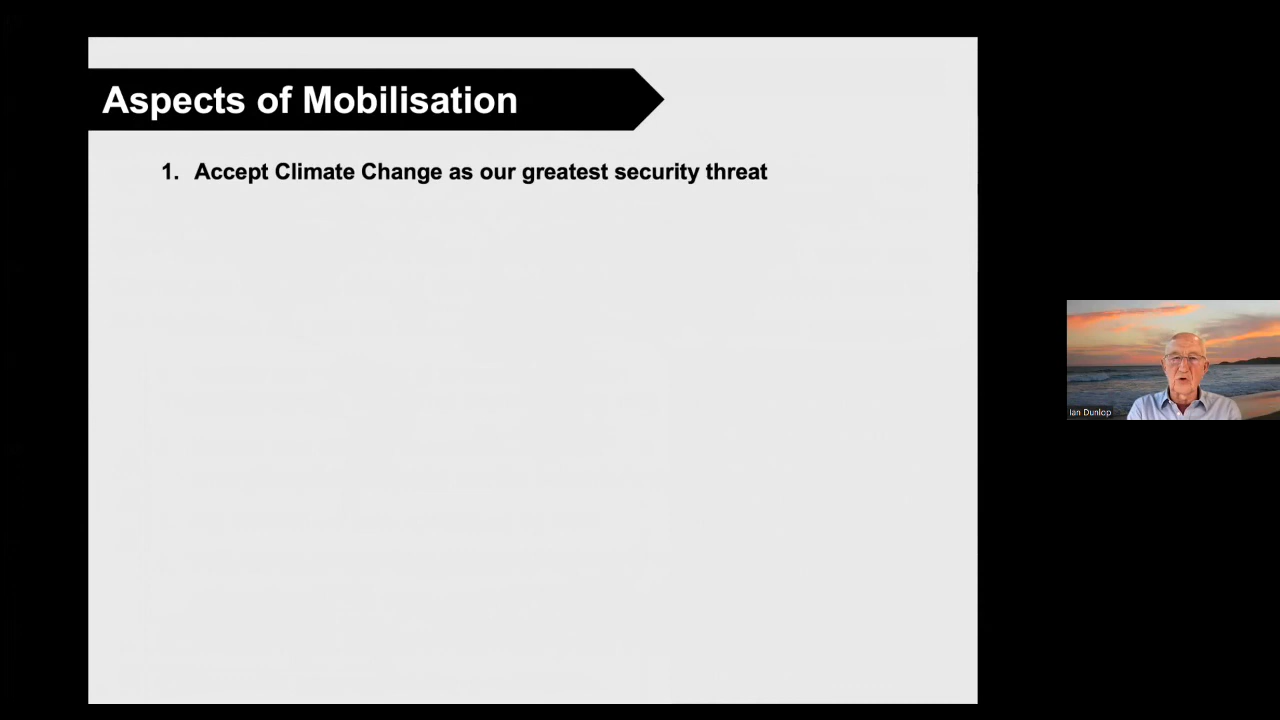 Aspects of Mobilisation
1. Accept Climate Change as our greatest security threat
Ian Dunlop